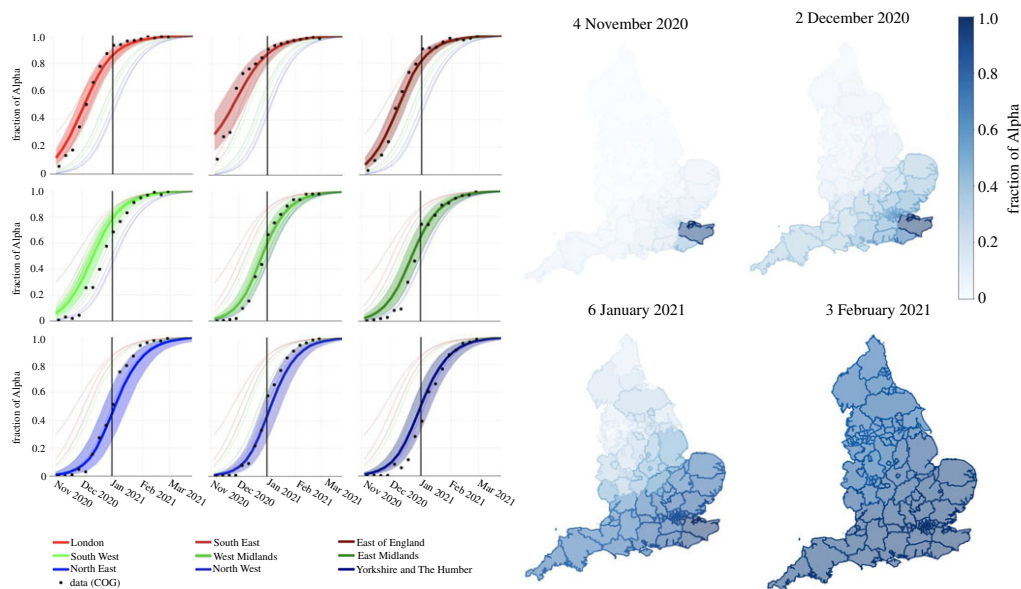 4 November 2020
2 December 2020
1.0
0.8
0.6
0.4
0.2
0
fraction of Alpha
1.0
0.8
0.6
0.4
0.2
0
fraction of Alpha
1.0
0.8
0.6
0.4
0.2
0
fraction of Alpha
1.0
0.8
0.6
0.4
0.2
0
fraction of Alpha
Nov 2020
Dec 2020
Jan 2021
Feb 2021
Mar 2021
Nov 2020
Dec 2020
Jan 2021
Feb 2021
Mar 2021
Nov 2020
Dec 2020
Jan 2021
Feb 2021
Mar 2021
6 January 2021
3 February 2021
London
South East
East of England
South West
West Midlands
East Midlands
North East
North West
Yorkshire and The Humber
data (COG)